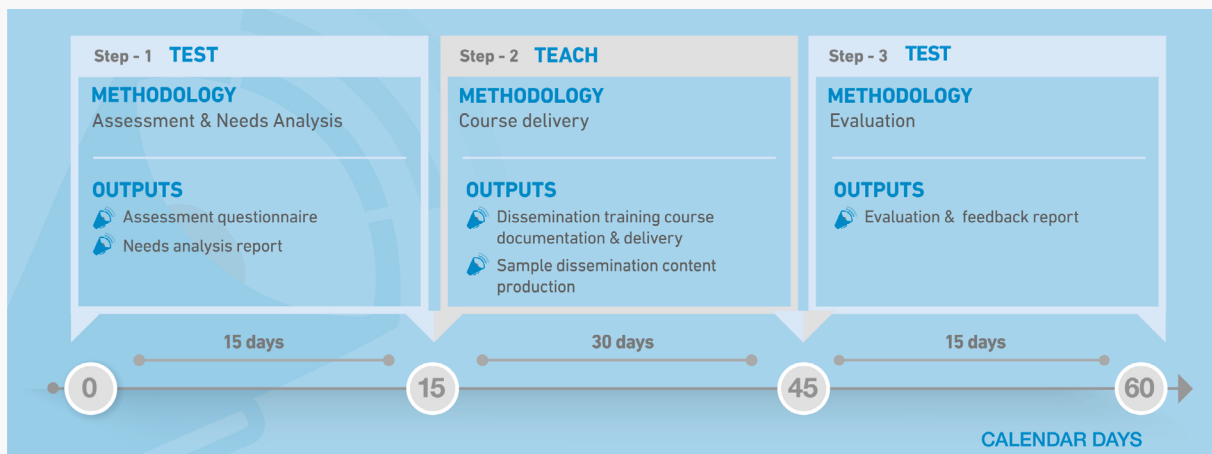 Step - 1 TEST
METHODOLOGY
Assessment & Needs Analysis
OUTPUTS
Assessment questionnaire
Needs analysis report
Step - 2 TEACH
METHODOLOGY
Course delivery
OUTPUTS
Dissemination training course
documentation & delivery
Sample dissemination content
production
Step - 3 TEST
METHODOLOGY
Evaluation
OUTPUTS
Evaluation & feedback report
15 days
30 days
15 days
0
15
45
60
CALENDAR DAYS